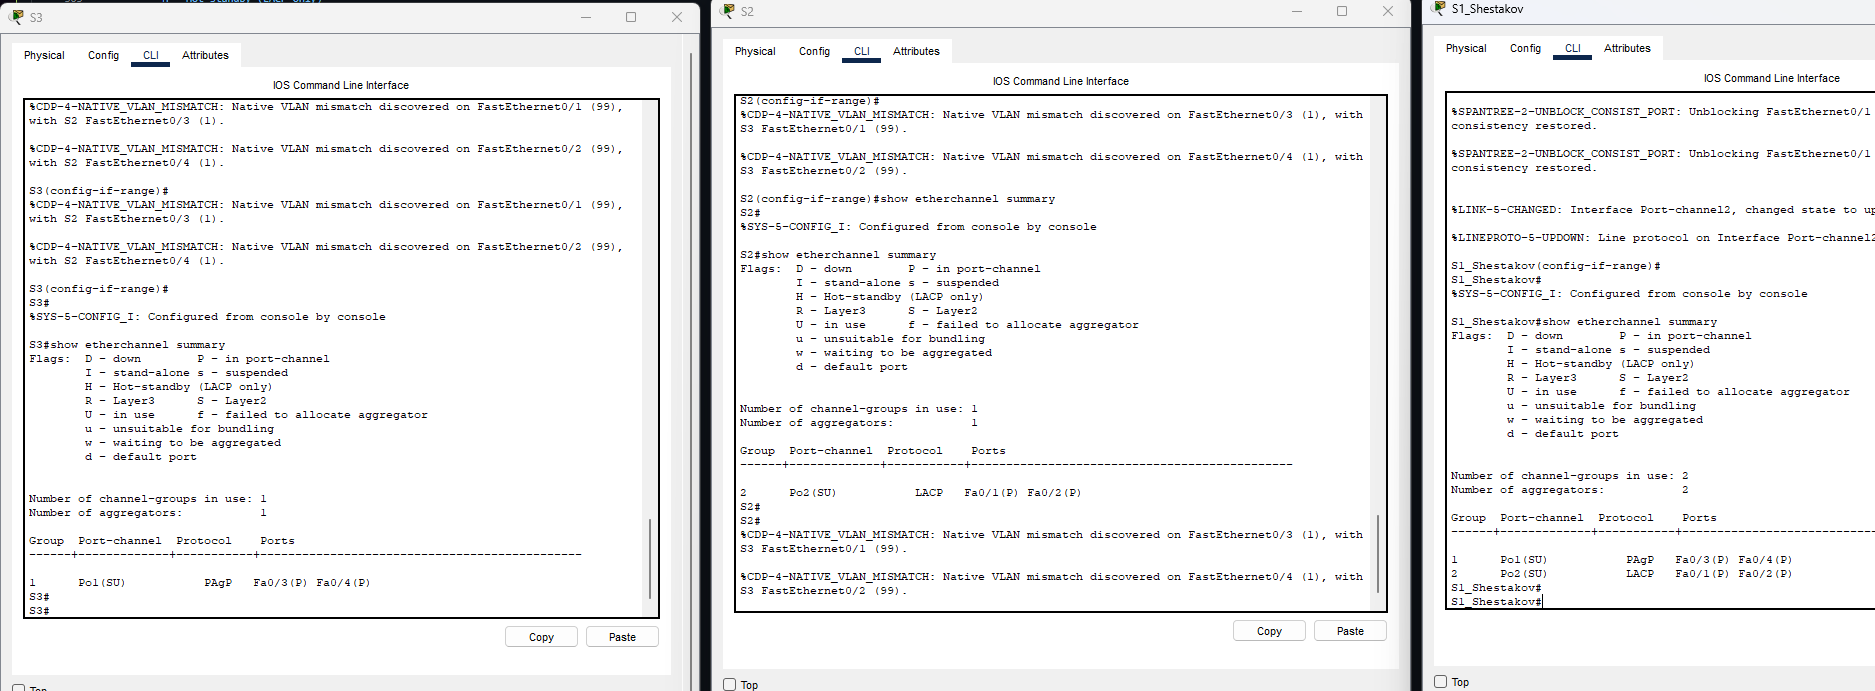 S3
Physical Config CLI Attributes
IOS Command Line Interface
%CDP-4-NATIVE_VLAN_MISMATCH: Native VLAN mismatch discovered on FastEthernet0/1 (99),
with S2 FastEthernet0/3 (1).
%CDP-4-NATIVE_VLAN_MISMATCH: Native VLAN mismatch discovered on FastEthernet0/2 (99),
with S2 FastEthernet0/4 (1).
S3(config-if-range)#
%CDP-4-NATIVE_VLAN_MISMATCH: Native VLAN mismatch discovered on FastEthernet0/1 (99),
with S2 FastEthernet0/3 (1).
%CDP-4-NATIVE_VLAN_MISMATCH: Native VLAN mismatch discovered on FastEthernet0/2 (99),
with S2 FastEthernet0/4 (1).
S3(config-if-range)#
S3#
%SYS-5-CONFIG_I: Configured from console by console
S3#show etherchannel summary
Flags:  D - down        P - in port-channel
I - stand-alone s - suspended
H - Hot-standby (LACP only)
R - Layer3      S - Layer2
U - in use      f - failed to allocate aggregator
u - unsuitable for bundling
w - waiting to be aggregated
d - default port
Number of channel-groups in use: 1
Number of aggregators:           1
Group  Port-channel  Protocol    Ports
------+-------------+-----------+----------------------------------------------
1      Po1(SU)           PAgP   Fa0/3(P) Fa0/4(P)
S3#
S3#
Copy Paste
Top
S2
Physical Config CLI Attributes
IOS Command Line Interface
S2(config-if-range)#
%CDP-4-NATIVE_VLAN_MISMATCH: Native VLAN mismatch discovered on FastEthernet0/3 (1), with
S3 FastEthernet0/1 (99).
%CDP-4-NATIVE_VLAN_MISMATCH: Native VLAN mismatch discovered on FastEthernet0/4 (1), with
S3 FastEthernet0/2 (99).
S2(config-if-range)#show etherchannel summary
S2#
%SYS-5-CONFIG_I: Configured from console by console
S2#show etherchannel summary
Flags:  D - down        P - in port-channel
I - stand-alone s - suspended
H - Hot-standby (LACP only)
R - Layer3      S - Layer2
U - in use      f - failed to allocate aggregator
u - unsuitable for bundling
w - waiting to be aggregated
d - default port
Number of channel-groups in use: 1
Number of aggregators:           1
Group  Port-channel  Protocol    Ports
------+-------------+-----------+----------------------------------------------
2      Po2(SU)           LACP   Fa0/1(P) Fa0/2(P)
S2#
S2#
%CDP-4-NATIVE_VLAN_MISMATCH: Native VLAN mismatch discovered on FastEthernet0/3 (1), with
S3 FastEthernet0/1 (99).
%CDP-4-NATIVE_VLAN_MISMATCH: Native VLAN mismatch discovered on FastEthernet0/4 (1), with
S3 FastEthernet0/2 (99).
Copy Paste
Top
S1_Shestakov
Physical Config CLI Attributes
IOS Command Line Interface
%SPANTREE-2-UNBLOCK_CONSIST_PORT: Unblocking FastEthernet0/1
consistency restored.
%SPANTREE-2-UNBLOCK_CONSIST_PORT: Unblocking FastEthernet0/1
consistency restored.
%LINK-5-CHANGED: Interface Port-channel2, changed state to up
%LINEPROTO-5-UPDOWN: Line protocol on Interface Port-channel2
S1_Shestakov(config-if-range)#
S1_Shestakov#
%SYS-5-CONFIG_I: Configured from console by console
S1_Shestakov#show etherchannel summary
Flags:  D - down        P - in port-channel
I - stand-alone s - suspended
H - Hot-standby (LACP only)
R - Layer3      S - Layer2
U - in use      f - failed to allocate aggregator
u - unsuitable for bundling
w - waiting to be aggregated
d - default port
Number of channel-groups in use: 2
Number of aggregators:           2
Group  Port-channel  Protocol    Ports
------+-------------+-----------+----------------------------
1      Po1(SU)           PAgP   Fa0/3(P) Fa0/4(P)
2      Po2(SU)           LACP   Fa0/1(P) Fa0/2(P)
S1_Shestakov#
S1_Shestakov#
Top